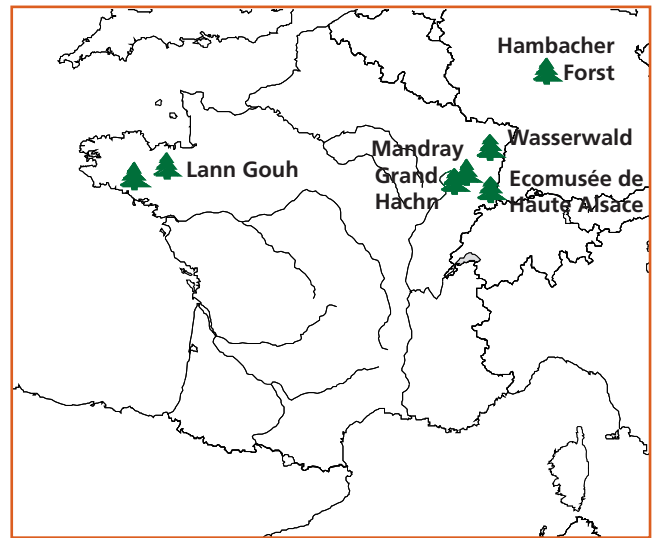 Hambacher
Forst
Wasserwald
Mandray
Lann Gouh
Grand
Hachn
Ecomusée de
Haute Alsace